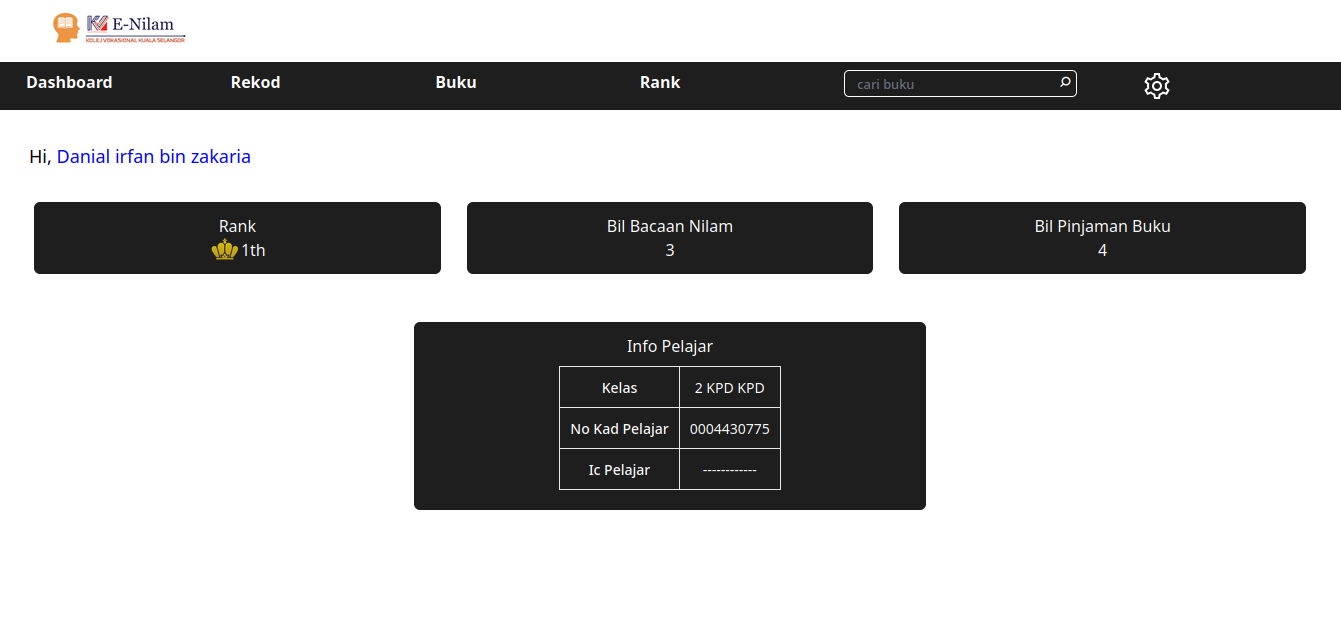 E-Nilam
KOLEJ VOKASIONAL KUALA SELANGOR
Dashboard Rekod Buku Rank cari buku
Hi, Danial irfan bin zakaria
Rank
1th
Bil Bacaan Nilam
3
Bil Pinjaman Buku
4
Info Pelajar
Kelas 2 KPD KPD
No Kad Pelajar 0004430775
Ic Pelajar ------------